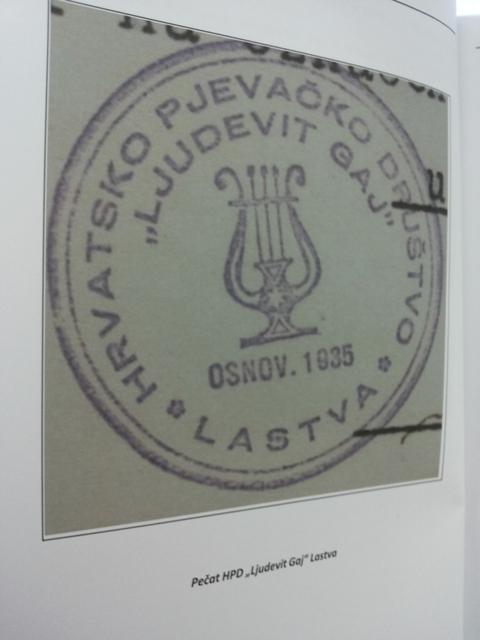 HRVATSKO PJEVAČKO DRUŠTVO
„LJUDEVIT GAJ”
OSNOV. 1935
* LASTVA *
Pečat HPD „Ljudevit Gaj“ Lastva